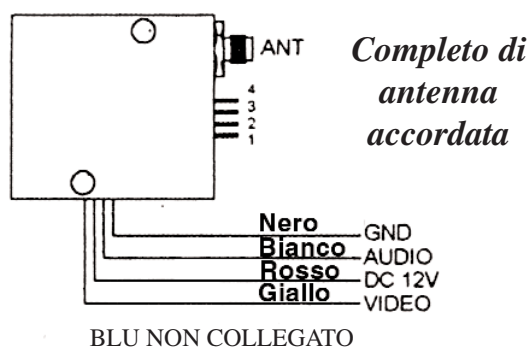 ANT
Completo di
antenna
accordata
4
3
2
1
Nero GND
Bianco AUDIO
Rosso DC 12V
Giallo VIDEO
BLU NON COLLEGATO